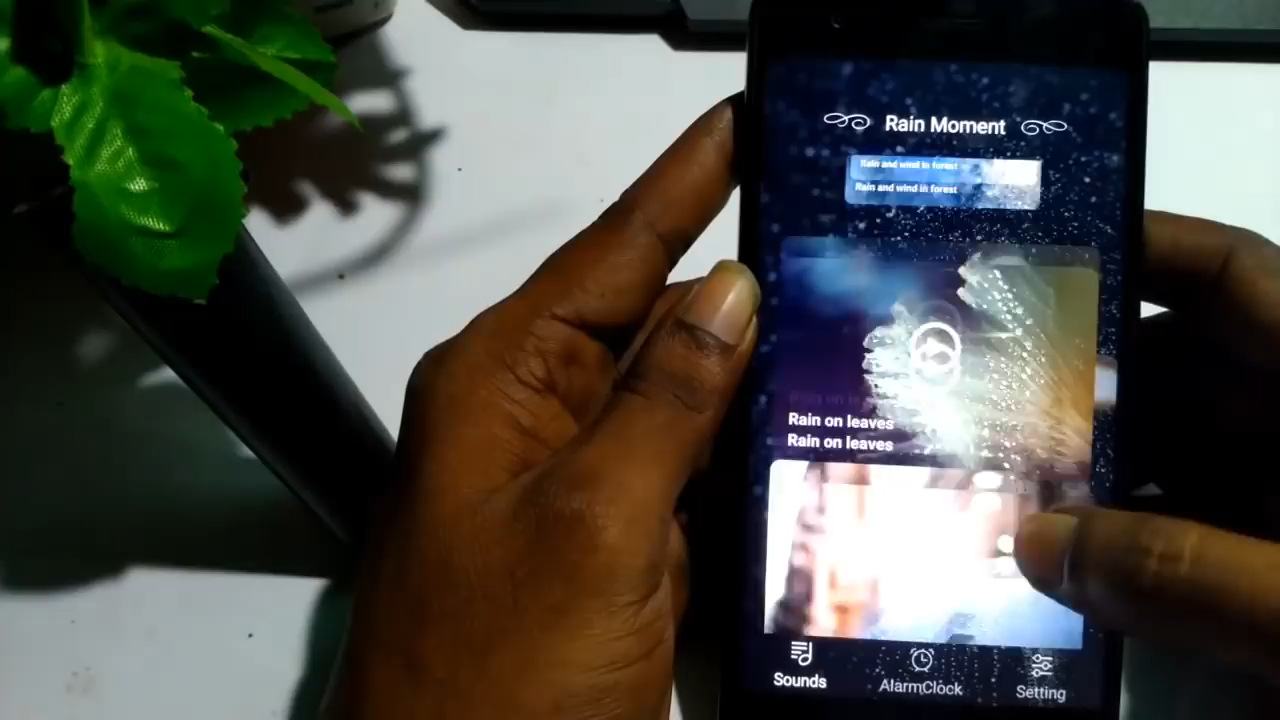 Rain Moment
Rain and wind in forest
Rain and wind in forest
Rain on leaves
Rain on leaves
Sounds
AlarmClock
Setting